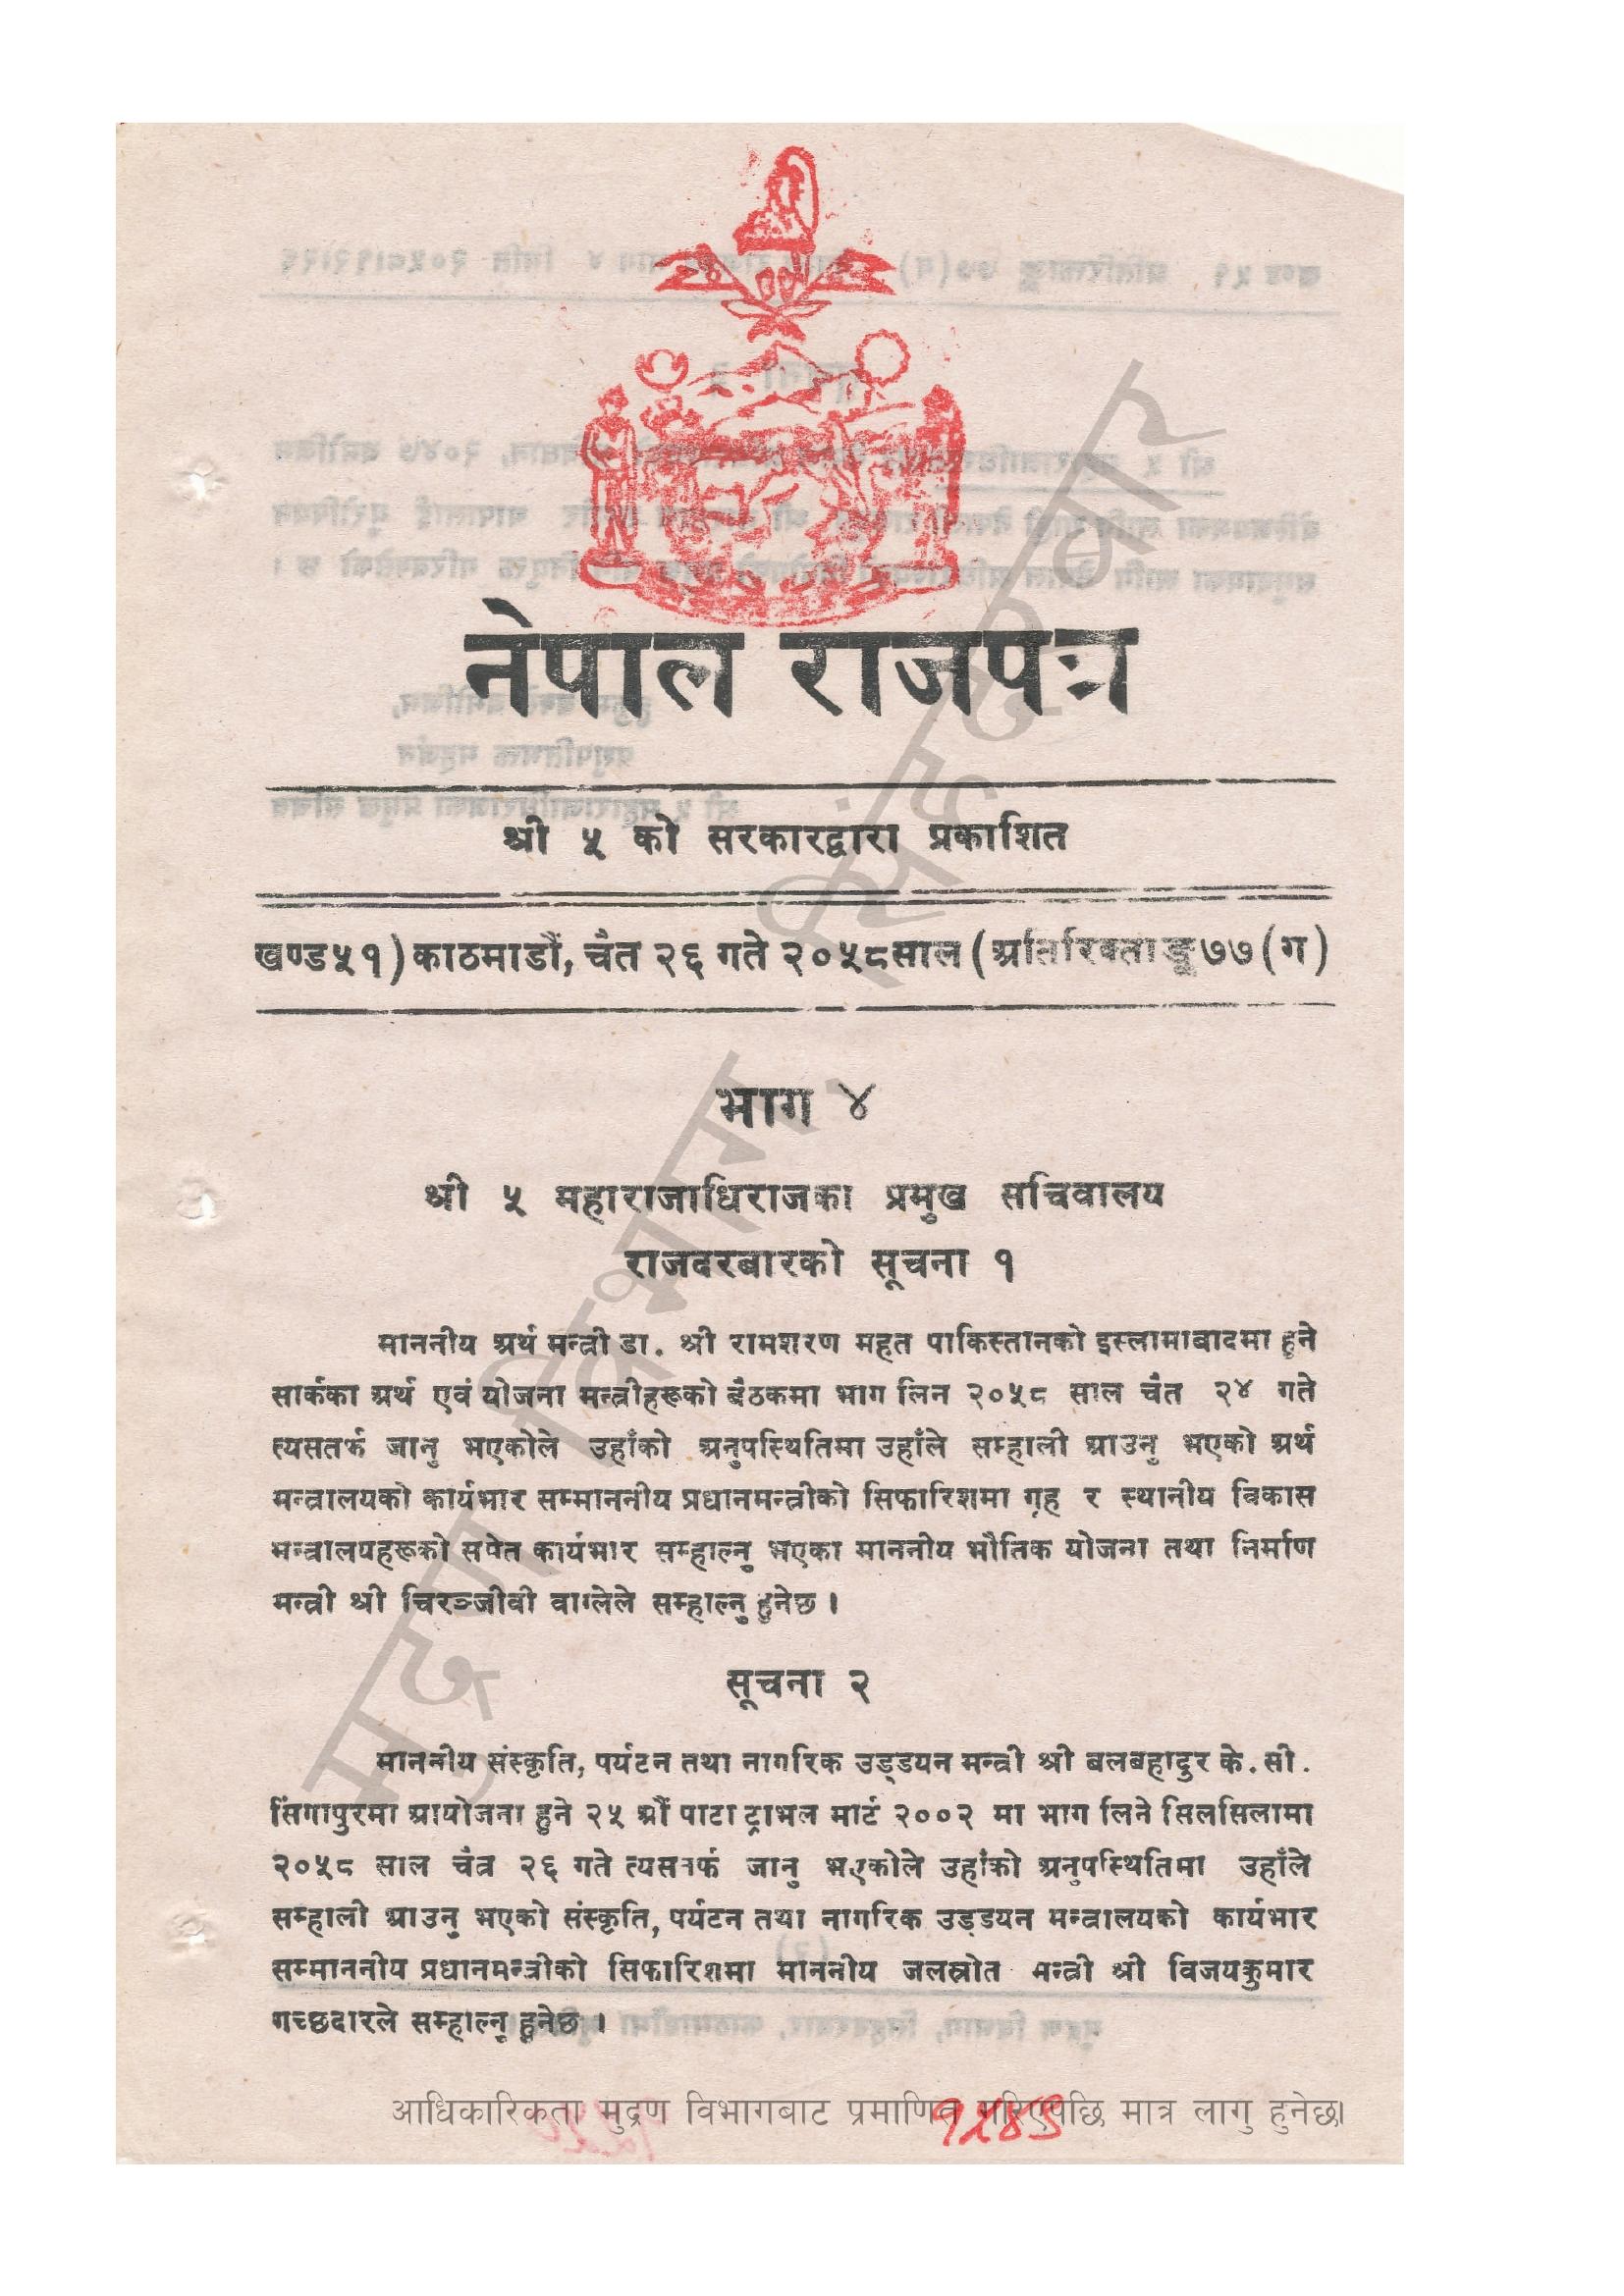 नेपाल राजपत्र
श्री ५ को सरकारद्वारा प्रकाशित
खण्ड ५१) काठमाडौं, चैत २६ गते २०५८ साल (अतिरिक्ताङ्क ७७ (ग)
भाग ४
श्री ५ महाराजाधिराजका प्रमुख सचिवालय
राजदरबारको सूचना १
माननीय अर्थ मन्त्री डा. श्री रामशरण महत पाकिस्तानको इस्लामाबादमा हुने
सार्कका अर्थ एवं योजना मन्त्रीहरूको बैठकमा भाग लिन २०५८ साल चैत २४ गते
त्यसतर्फ जानु भएकोले उहाँको अनुपस्थितिमा उहाँले सम्हाली आउनु भएको अर्थ
मन्त्रालयको कार्यभार सम्माननीय प्रधानमन्त्रीको सिफारिशमा गृह र स्थानीय विकास
मन्त्रालयहरूको समेत कार्यभार सम्हाल्नु भएका माननीय भौतिक योजना तथा निर्माण
मन्त्री श्री चिरञ्जीवी वाग्लेले सम्हाल्नु हुनेछ ।
सूचना २
माननीय संस्कृति, पर्यटन तथा नागरिक उड्डयन मन्त्री श्री बलबहादुर के. सी.
सिंगापुरमा आयोजना हुने २५ औं पाटा ट्राभल मार्ट २००२ मा भाग लिने सिलसिलामा
२०५८ साल चैत्र २६ गते त्यसतर्फ जानु भएकोले उहाँको अनुपस्थितिमा उहाँले
सम्हाली आउनु भएको संस्कृति, पर्यटन तथा नागरिक उड्डयन मन्त्रालयको कार्यभार
सम्माननीय प्रधानमन्त्रीको सिफारिशमा माननीय जलस्रोत मन्त्री श्री विजयकुमार
गच्छदारले सम्हाल्नु हुनेछ ।
आधिकारिकता मुद्रण विभागबाट प्रमाणित गरिएपछि मात्र लागु हुनेछ।
मुद्रण विभाग, सिंहदरबार